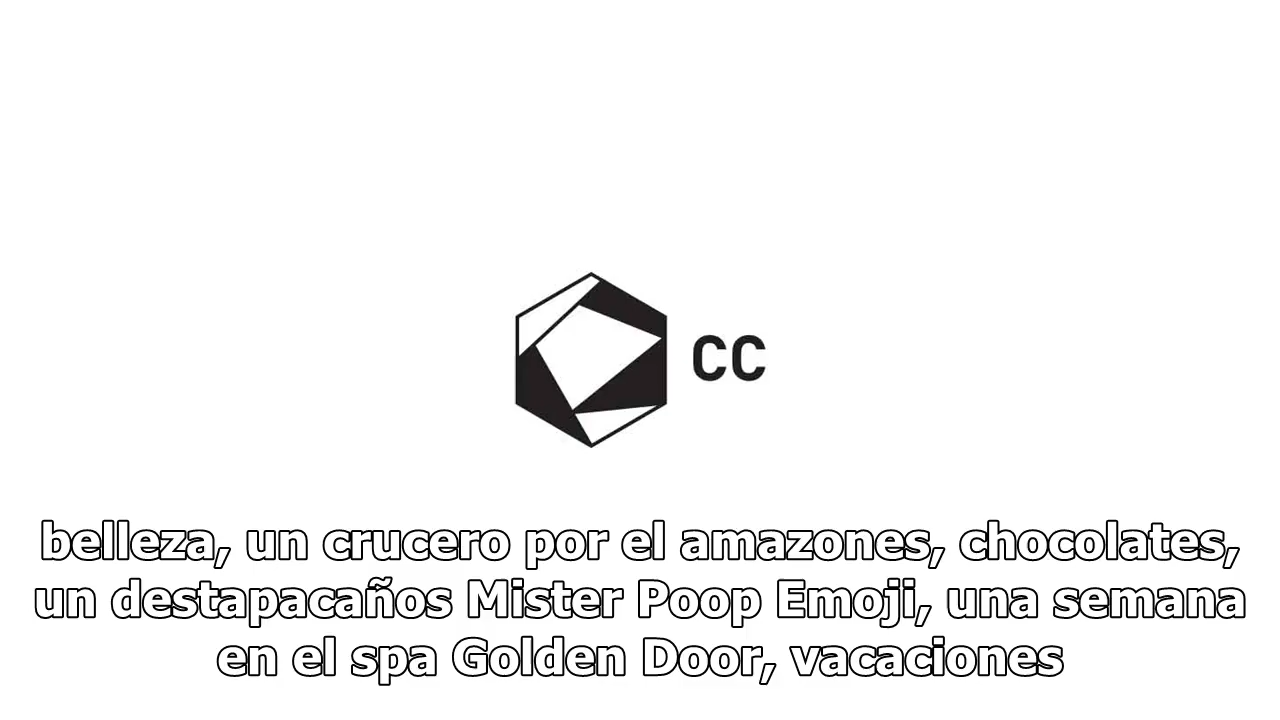 CC
belleza, un crucero por el amazones, chocolates,
un destapacaños Mister Poop Emoji, una semana
en el spa Golden Door, vacaciones